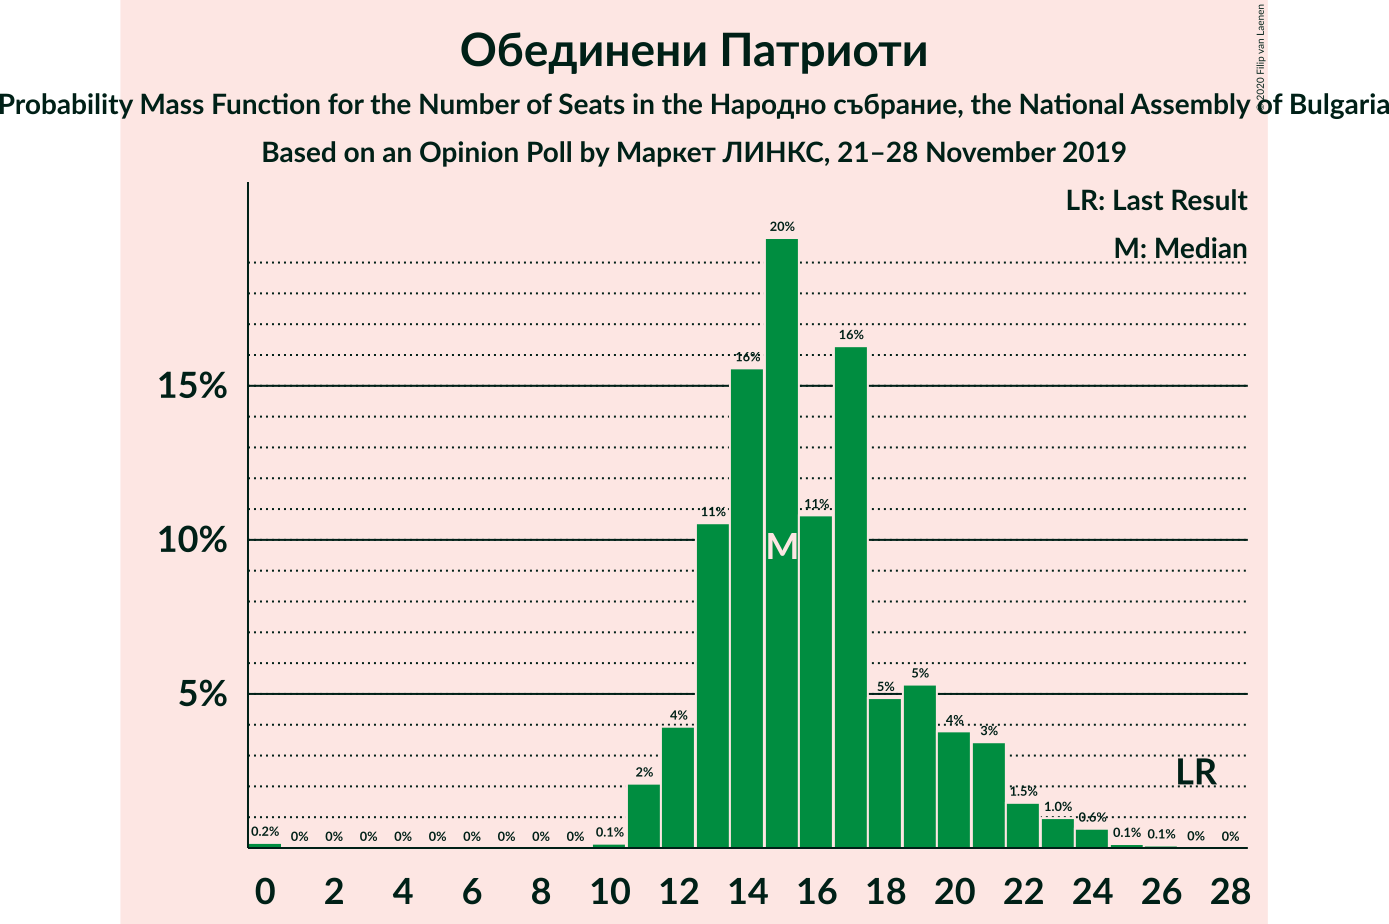 Обединени Патриоти
Probability Mass Function for the Number of Seats in the Народно събрание, the National Assembly of Bulgaria
Based on an Opinion Poll by Маркет ЛИНКС, 21–28 November 2019
© 2020 Filip van Laenen
LR: Last Result
M: Median
15%
10%
5%
0.2% 0% 0% 0% 0% 0% 0% 0% 0% 0% 0.1% 2% 4% 11% 16% 20% 11% 16% 5% 5% 4% 3% 1.5% 1.0% 0.6% 0.1% 0.1% 0% 0%
M
LR
0 2 4 6 8 10 12 14 16 18 20 22 24 26 28